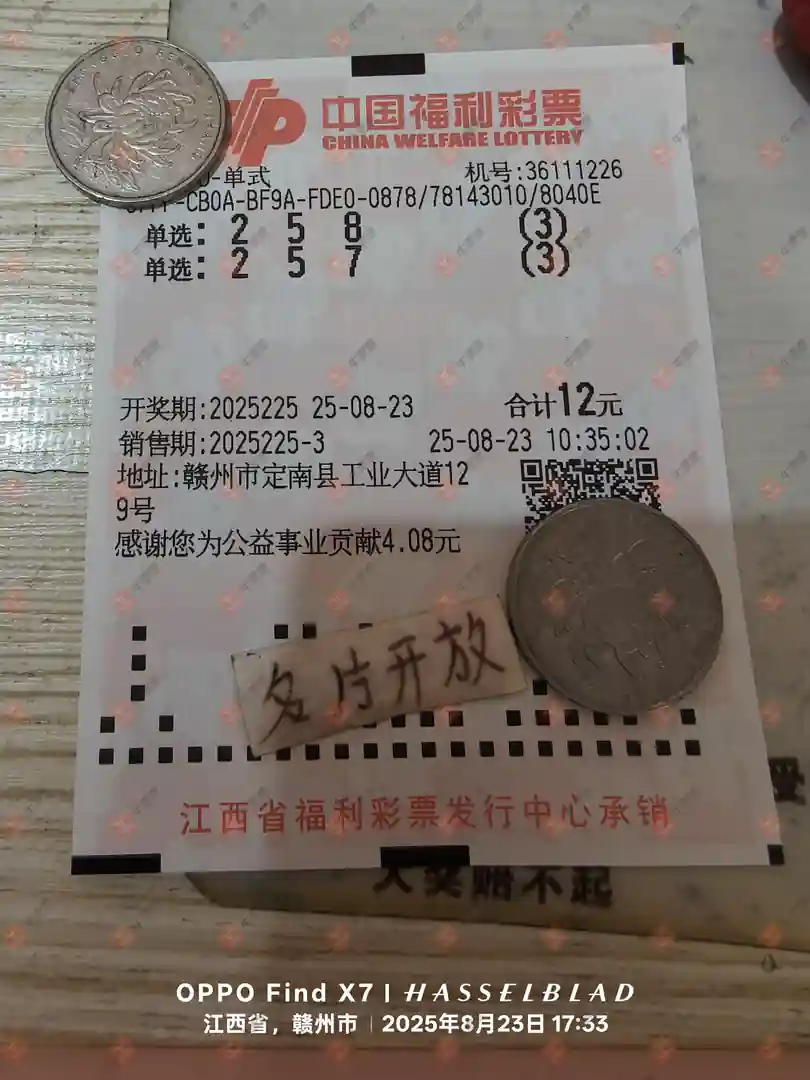 中国福利彩票
CHINA WELFARE LOTTERY
-单式 机号:36111226
-CB0A-BF9A-FDE0-0878/78143010/8040E
单选: 2 5 8 (3)
单选: 2 5 7 (3)
开奖期:2025225 25-08-23 合计12元
销售期:2025225-3 25-08-23 10:35:02
地址:赣州市定南县工业大道12
9号
感谢您为公益事业贡献4.08元
名片开放
江西省福利彩票发行中心承销
大奖赔不起
OPPO Find X7 | HASSELBLAD
江西省，赣州市 | 2025年8月23日 17:33